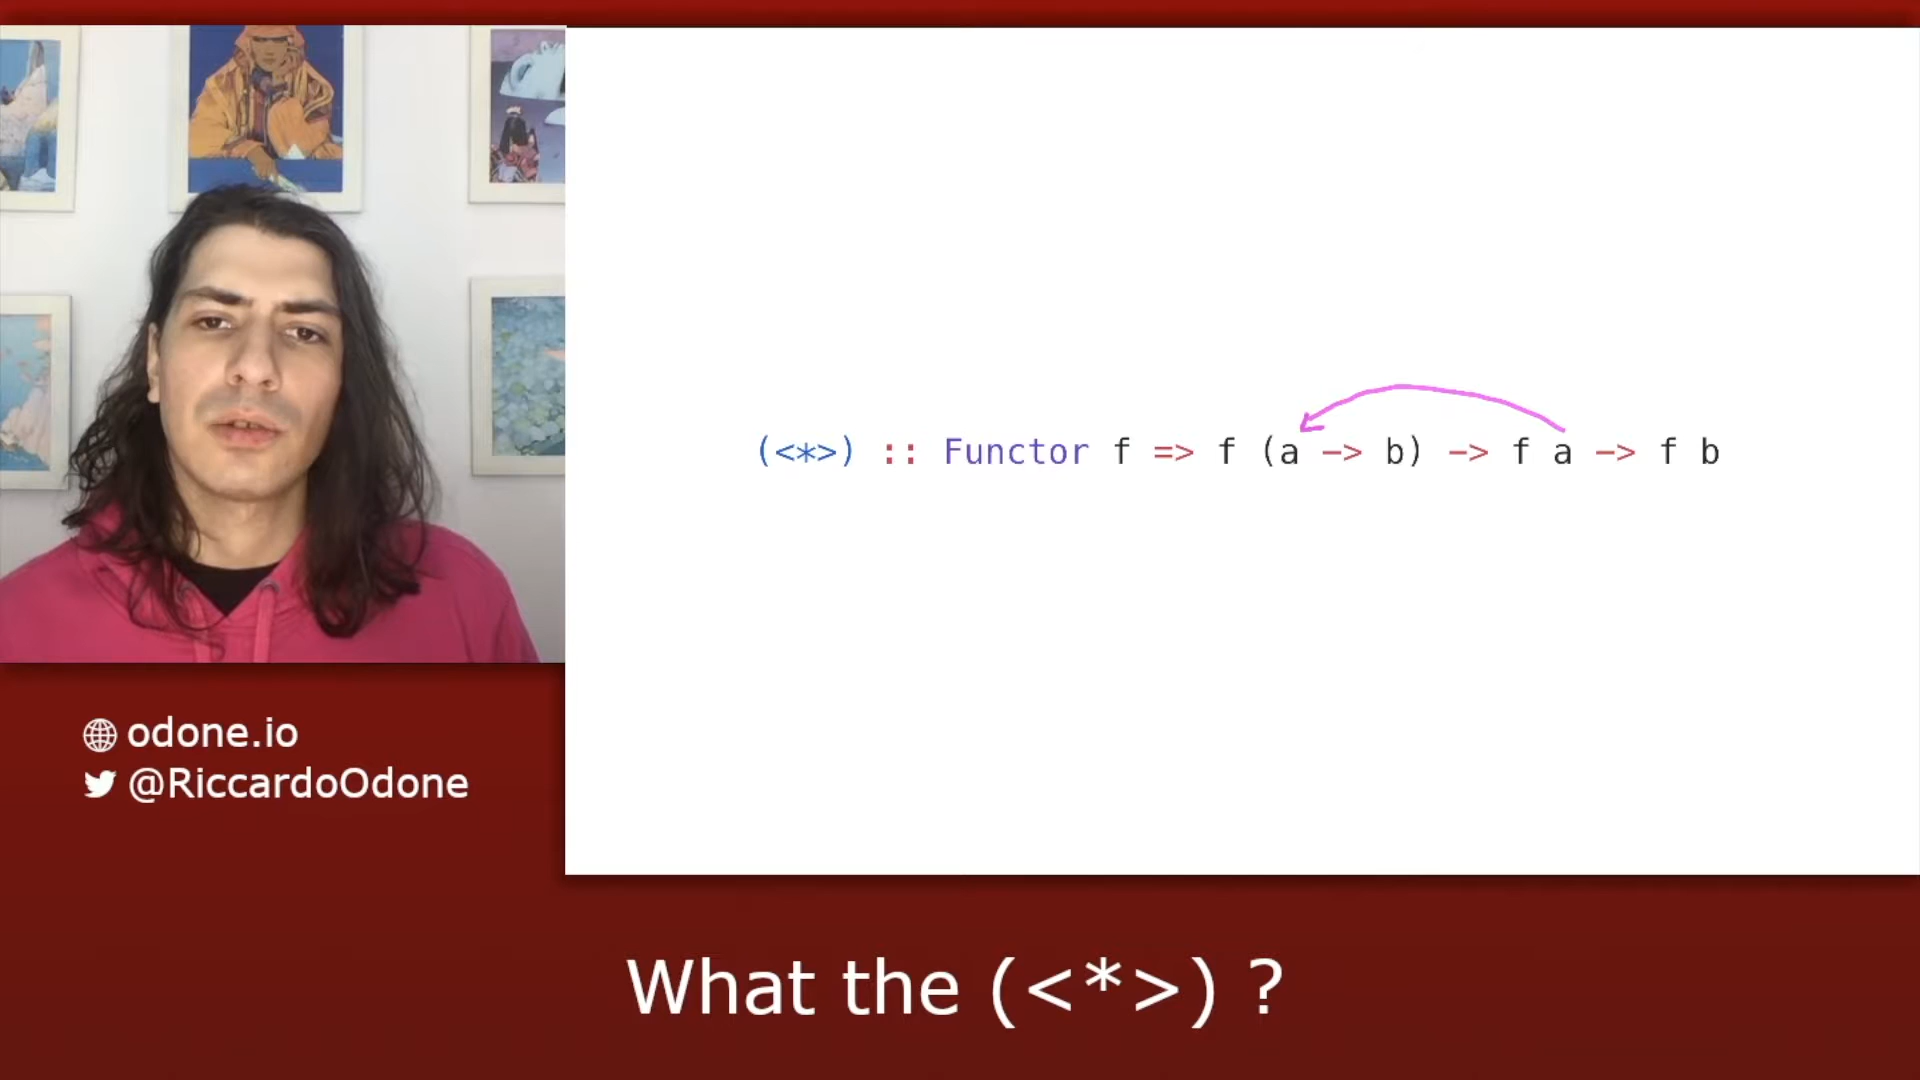 (<*>) :: Functor f => f (a -> b) -> f a -> f b
odone.io
@RiccardoOdone
What the (<*>) ?